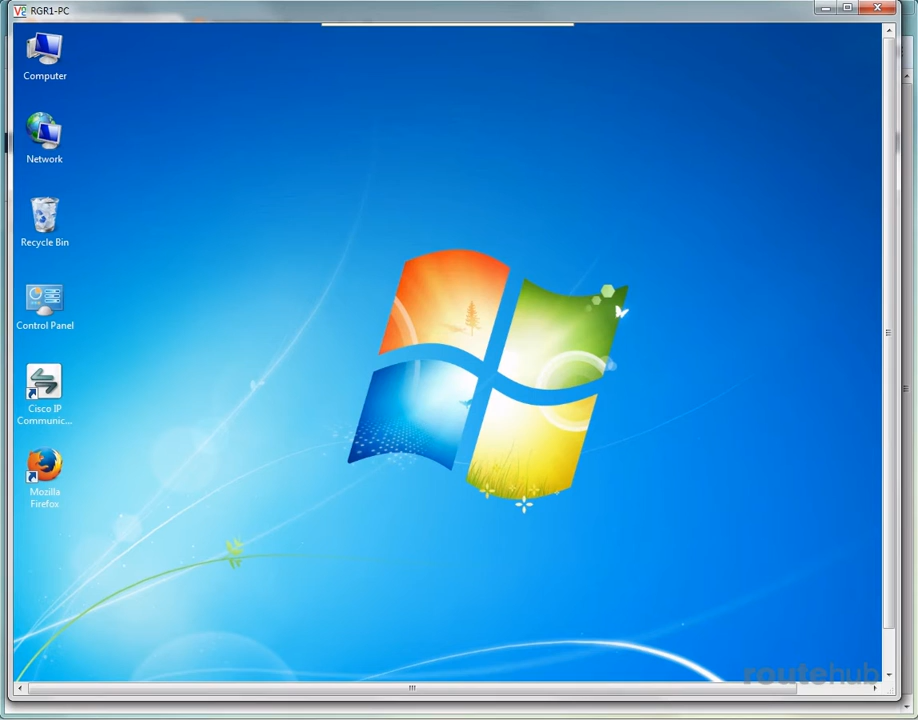 RGR1-PC
Computer
Network
Recycle Bin
Control Panel
Cisco IP
Communic...
Mozilla
Firefox
routehub